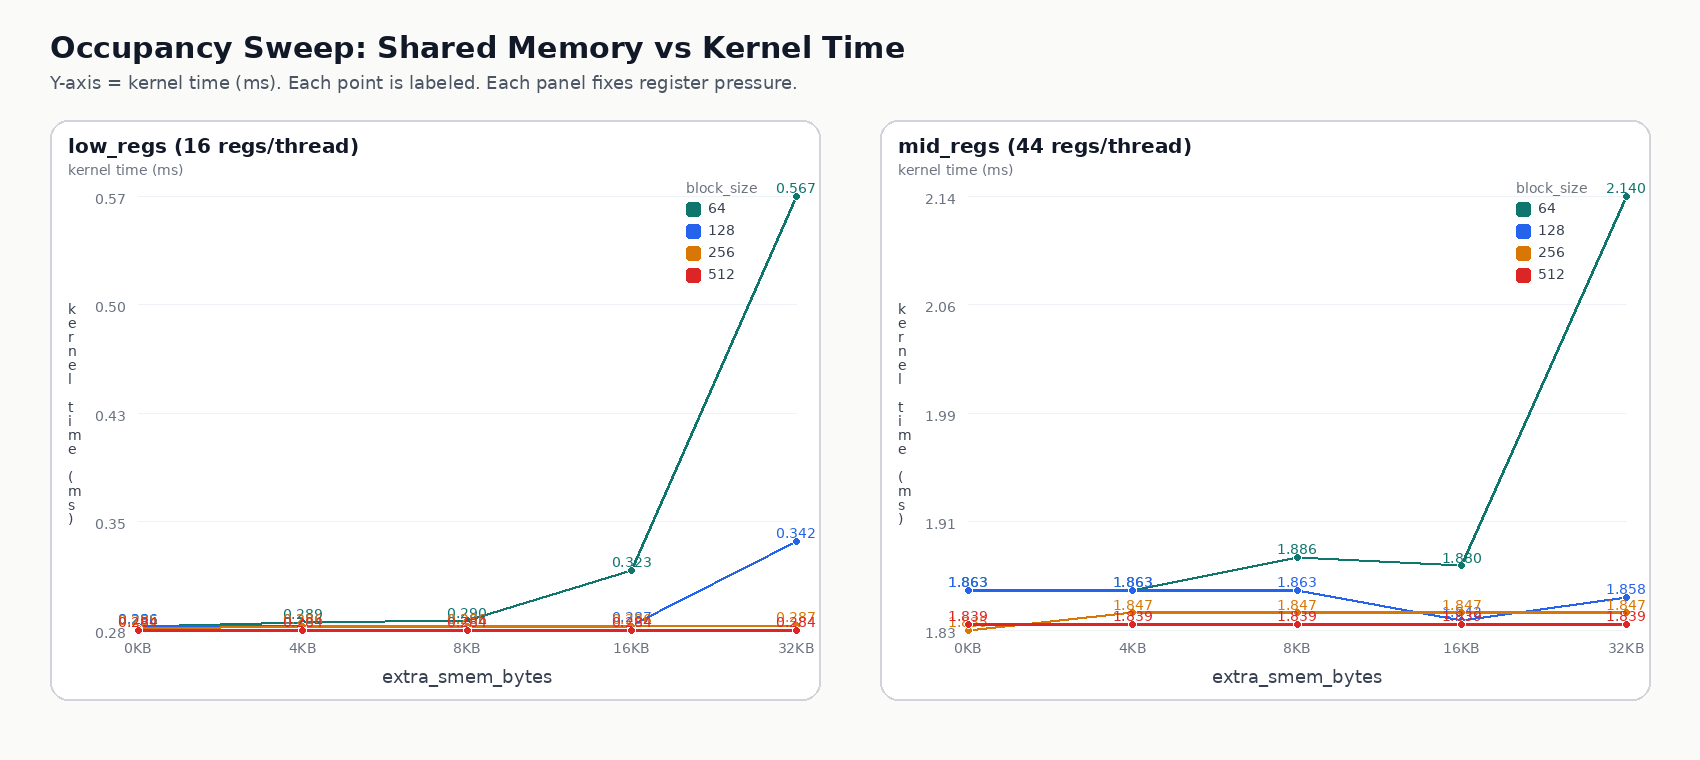 Occupancy Sweep: Shared Memory vs Kernel Time
Y-axis = kernel time (ms). Each point is labeled. Each panel fixes register pressure.
low_regs (16 regs/thread)
kernel time (ms)
block_size
64
128
256
512
0.57
0.50
0.43
0.35
0.28
kernel time (ms)
0.567
0.323
0.342
0.289
0.290
0.287
0.284
0KB
4KB
8KB
16KB
32KB
extra_smem_bytes
mid_regs (44 regs/thread)
kernel time (ms)
block_size
64
128
256
512
2.14
2.06
1.99
1.91
1.83
kernel time (ms)
2.140
1.886
1.880
1.863
1.863
1.863
1.858
1.847
1.847
1.847
1.847
1.839
1.839
1.839
1.839
0KB
4KB
8KB
16KB
32KB
extra_smem_bytes